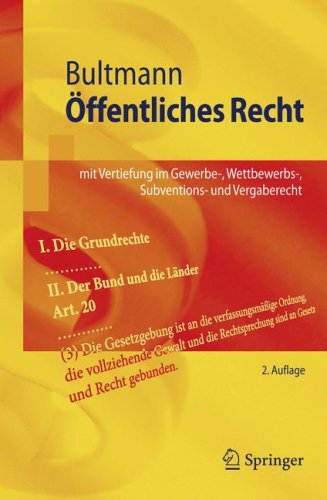 Bultmann
Öffentliches Recht
mit Vertiefung im Gewerbe-, Wettbewerbs-,
Subventions- und Vergaberecht
I. Die Grundrechte
............
II. Der Bund und die Länder
Art. 20
............
(3) Die Gesetzgebung ist an die verfassungsmäßige Ordnung,
die vollziehende Gewalt und die Rechtsprechung sind an Gesetz
und Recht gebunden.
2. Auflage
Springer